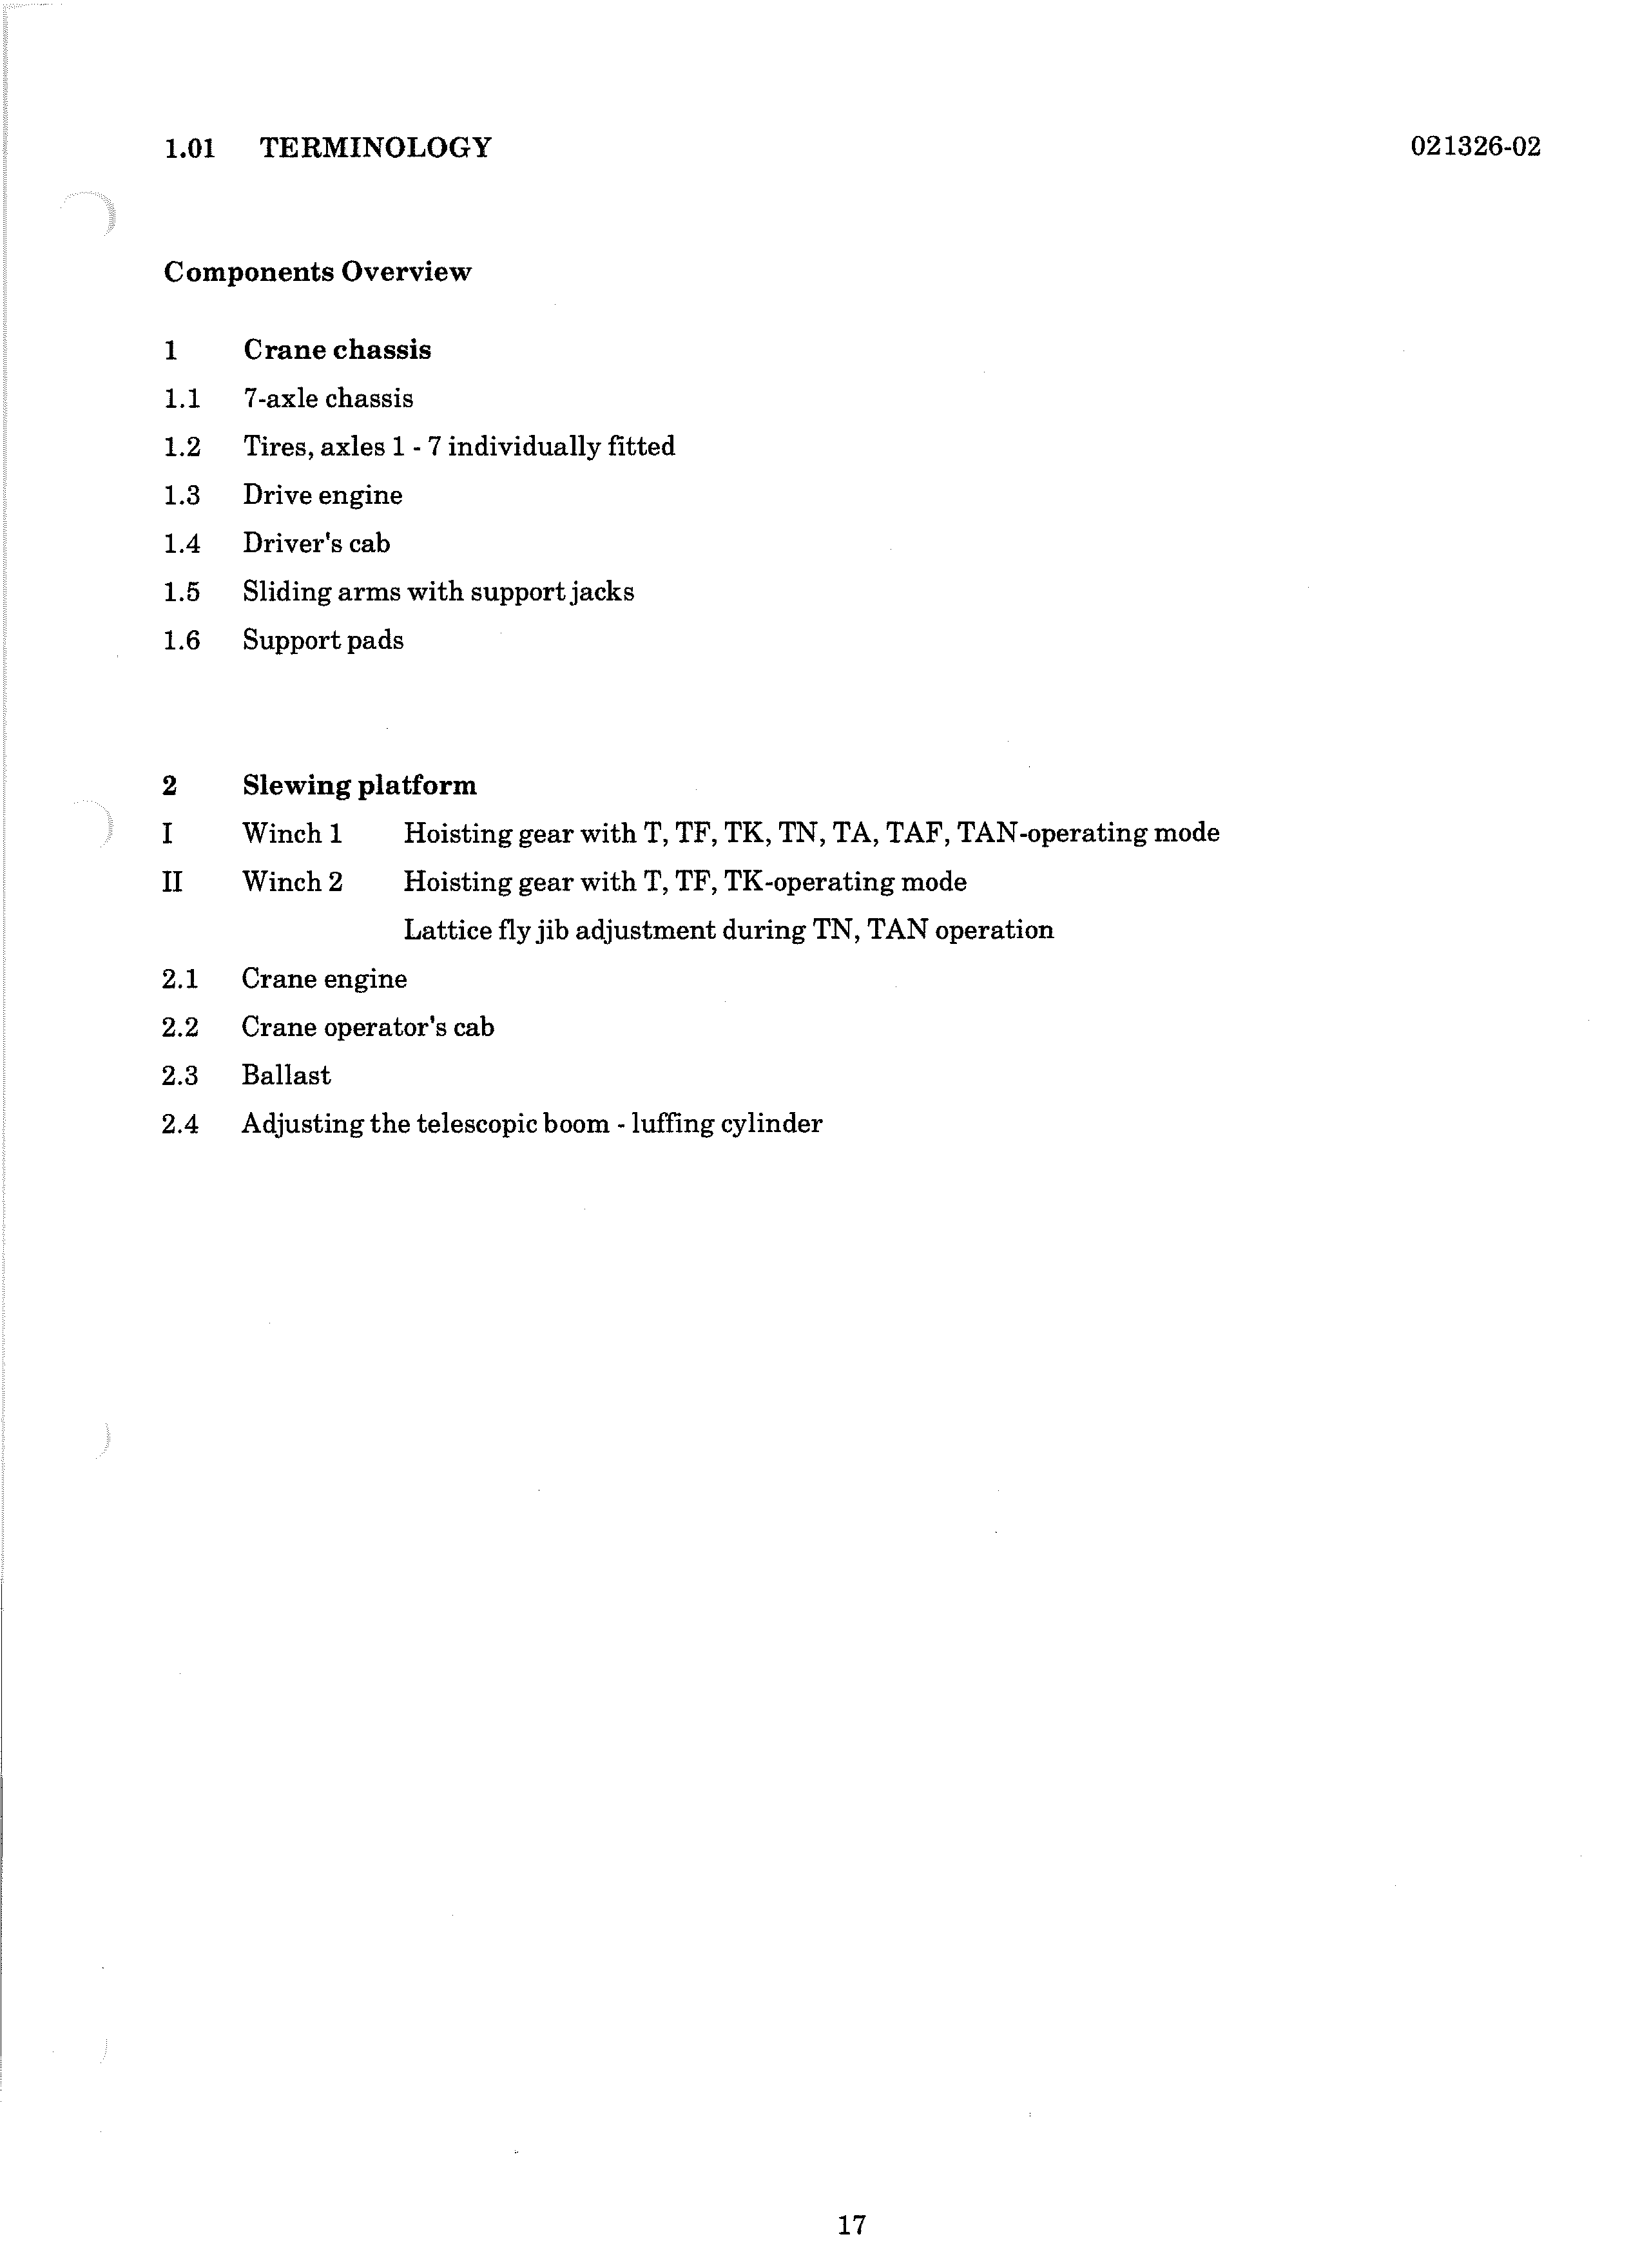 1.01 TERMINOLOGY 021326-02
Components Overview
1 Crane chassis
1.1 7-axle chassis
1.2 Tires, axles 1 - 7 individually fitted
1.3 Drive engine
1.4 Driver's cab
1.5 Sliding arms with support jacks
1.6 Support pads
2 Slewing platform
I Winch 1 Hoisting gear with T, TF, TK, TN, TA, TAF, TAN-operating mode
II Winch 2 Hoisting gear with T, TF, TK-operating mode
Lattice fly jib adjustment during TN, TAN operation
2.1 Crane engine
2.2 Crane operator's cab
2.3 Ballast
2.4 Adjusting the telescopic boom - luffing cylinder
17